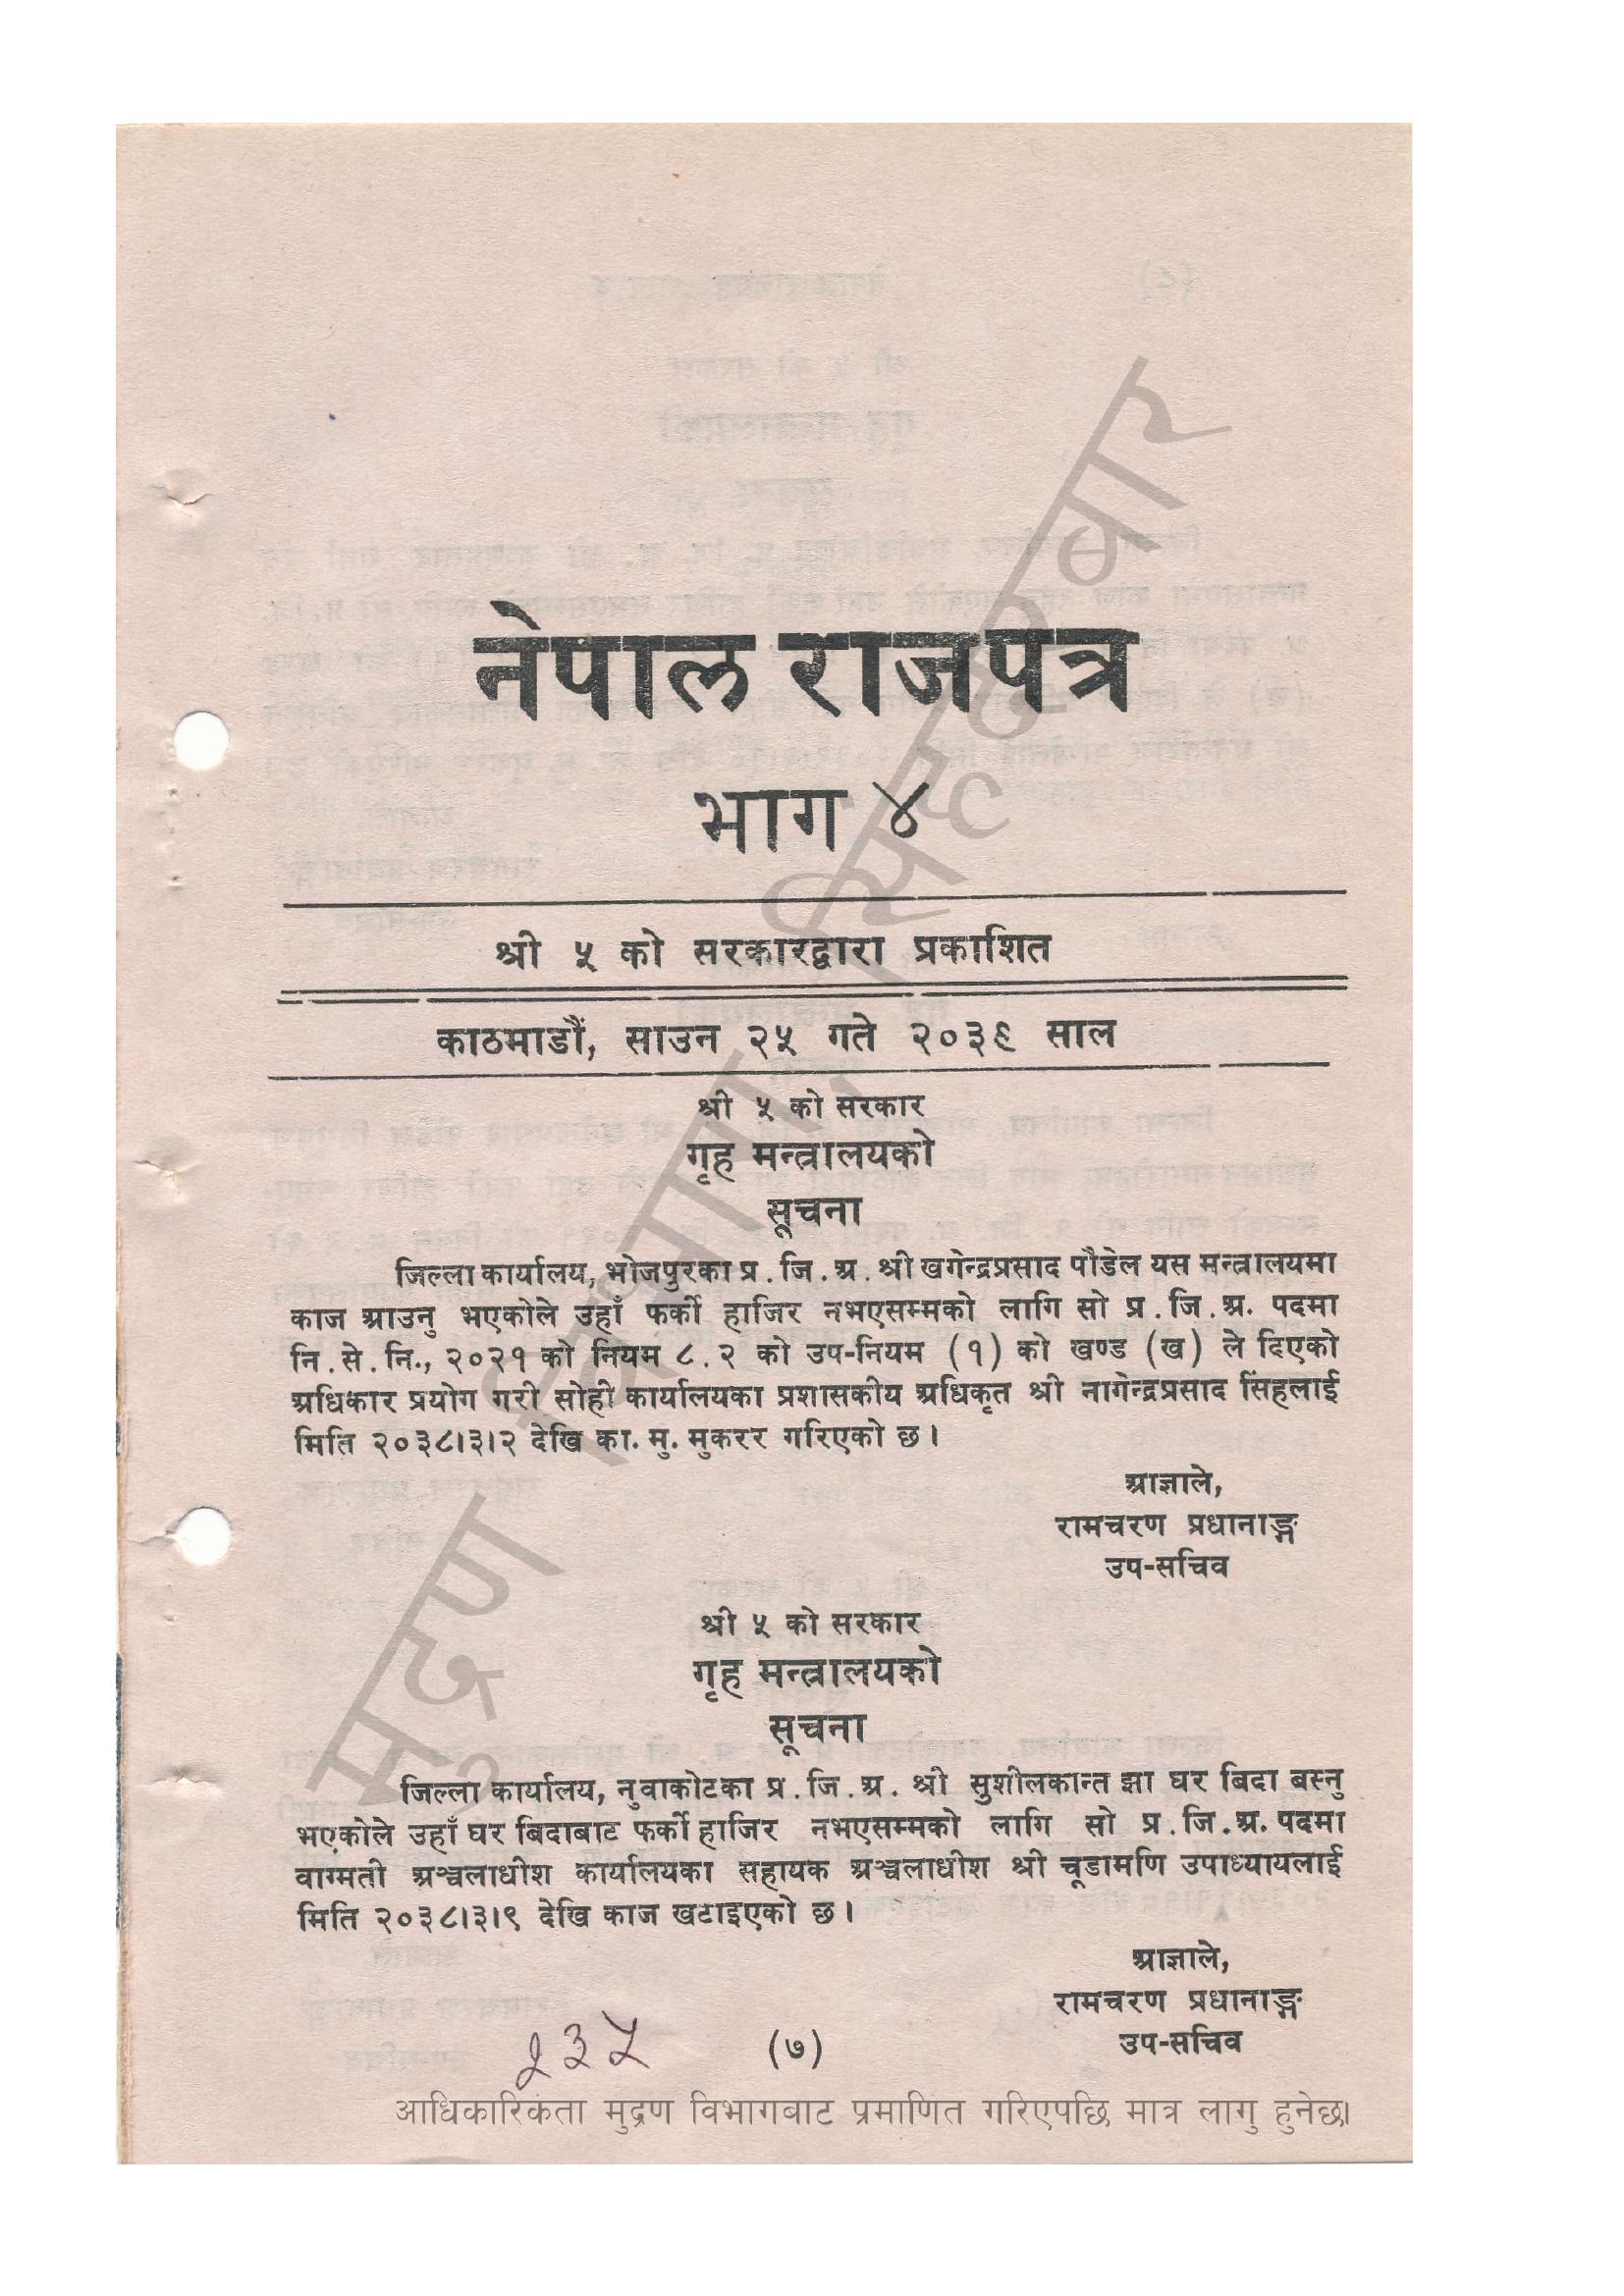 नेपाल राजपत्र
भाग ४
श्री ५ को सरकारद्वारा प्रकाशित
काठमाडौं, साउन २५ गते २०३९ साल
श्री ५ को सरकार
गृह मन्त्रालयको
सूचना
जिल्ला कार्यालय, भोजपुरका प्र. जि. अ. श्री खगेन्द्रप्रसाद पौडेल यस मन्त्रालयमा
काज आउनु भएकोले उहाँ फर्की हाजिर नभएसम्मको लागि सो प्र. जि. अ. पदमा
नि. से. नि., २०२१ को नियम ८.२ को उप-नियम (१) को खण्ड (ख) ले दिएको
अधिकार प्रयोग गरी सोही कार्यालयका प्रशासकीय अधिकृत श्री नागेन्द्रप्रसाद सिंहलाई
मिति २०३८।३।२ देखि का. मु. मुकरर गरिएको छ।
आज्ञाले,
रामचरण प्रधानाङ्ग
उप-सचिव
श्री ५ को सरकार
गृह मन्त्रालयको
सूचना
जिल्ला कार्यालय, नुवाकोटका प्र. जि. अ. श्री सुशीलकान्त झा घर बिदा बस्नु
भएकोले उहाँ घर बिदाबाट फर्की हाजिर नभएसम्मको लागि सो प्र. जि. अ. पदमा
वाग्मती अञ्चलाधीश कार्यालयका सहायक अञ्चलाधीश श्री चूडामणि उपाध्यायलाई
मिति २०३८।३।९ देखि काज खटाइएको छ।
आज्ञाले,
रामचरण प्रधानाङ्ग
उप-सचिव
२३५
(७)
आधिकारिकता मुद्रण विभागबाट प्रमाणित गरिएपछि मात्र लागु हुनेछ।
मुद्रण विभाग, सिंहदरवार